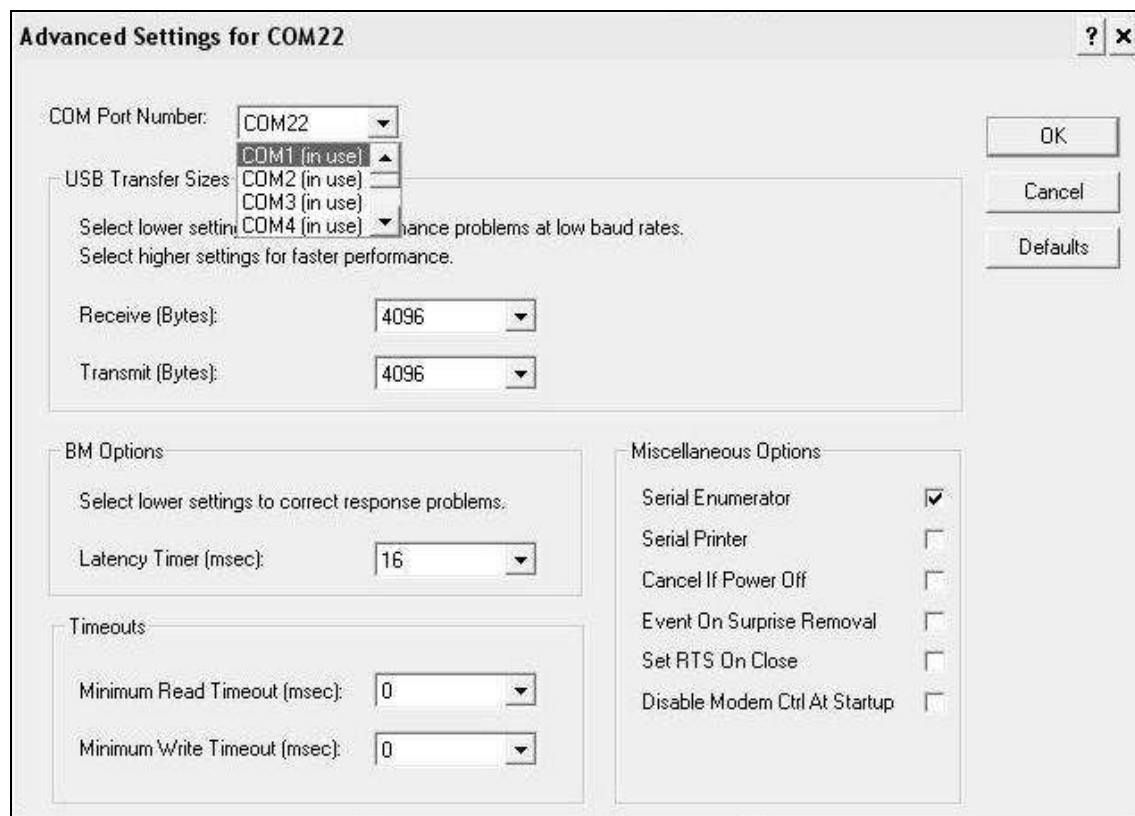 Advanced Settings for COM22
? ×
COM Port Number:
COM22
COM1 (in use)
COM2 (in use)
COM3 (in use)
COM4 (in use)
OK
Cancel
Defaults
USB Transfer Sizes
Select lower settin mance problems at low baud rates.
Select higher settings for faster performance.
Receive (Bytes):
4096
Transmit (Bytes):
4096
BM Options
Select lower settings to correct response problems.
Latency Timer (msec):
16
Timeouts
Minimum Read Timeout (msec):
0
Minimum Write Timeout (msec):
0
Miscellaneous Options
Serial Enumerator
Serial Printer
Cancel If Power Off
Event On Surprise Removal
Set RTS On Close
Disable Modem Ctrl At Startup